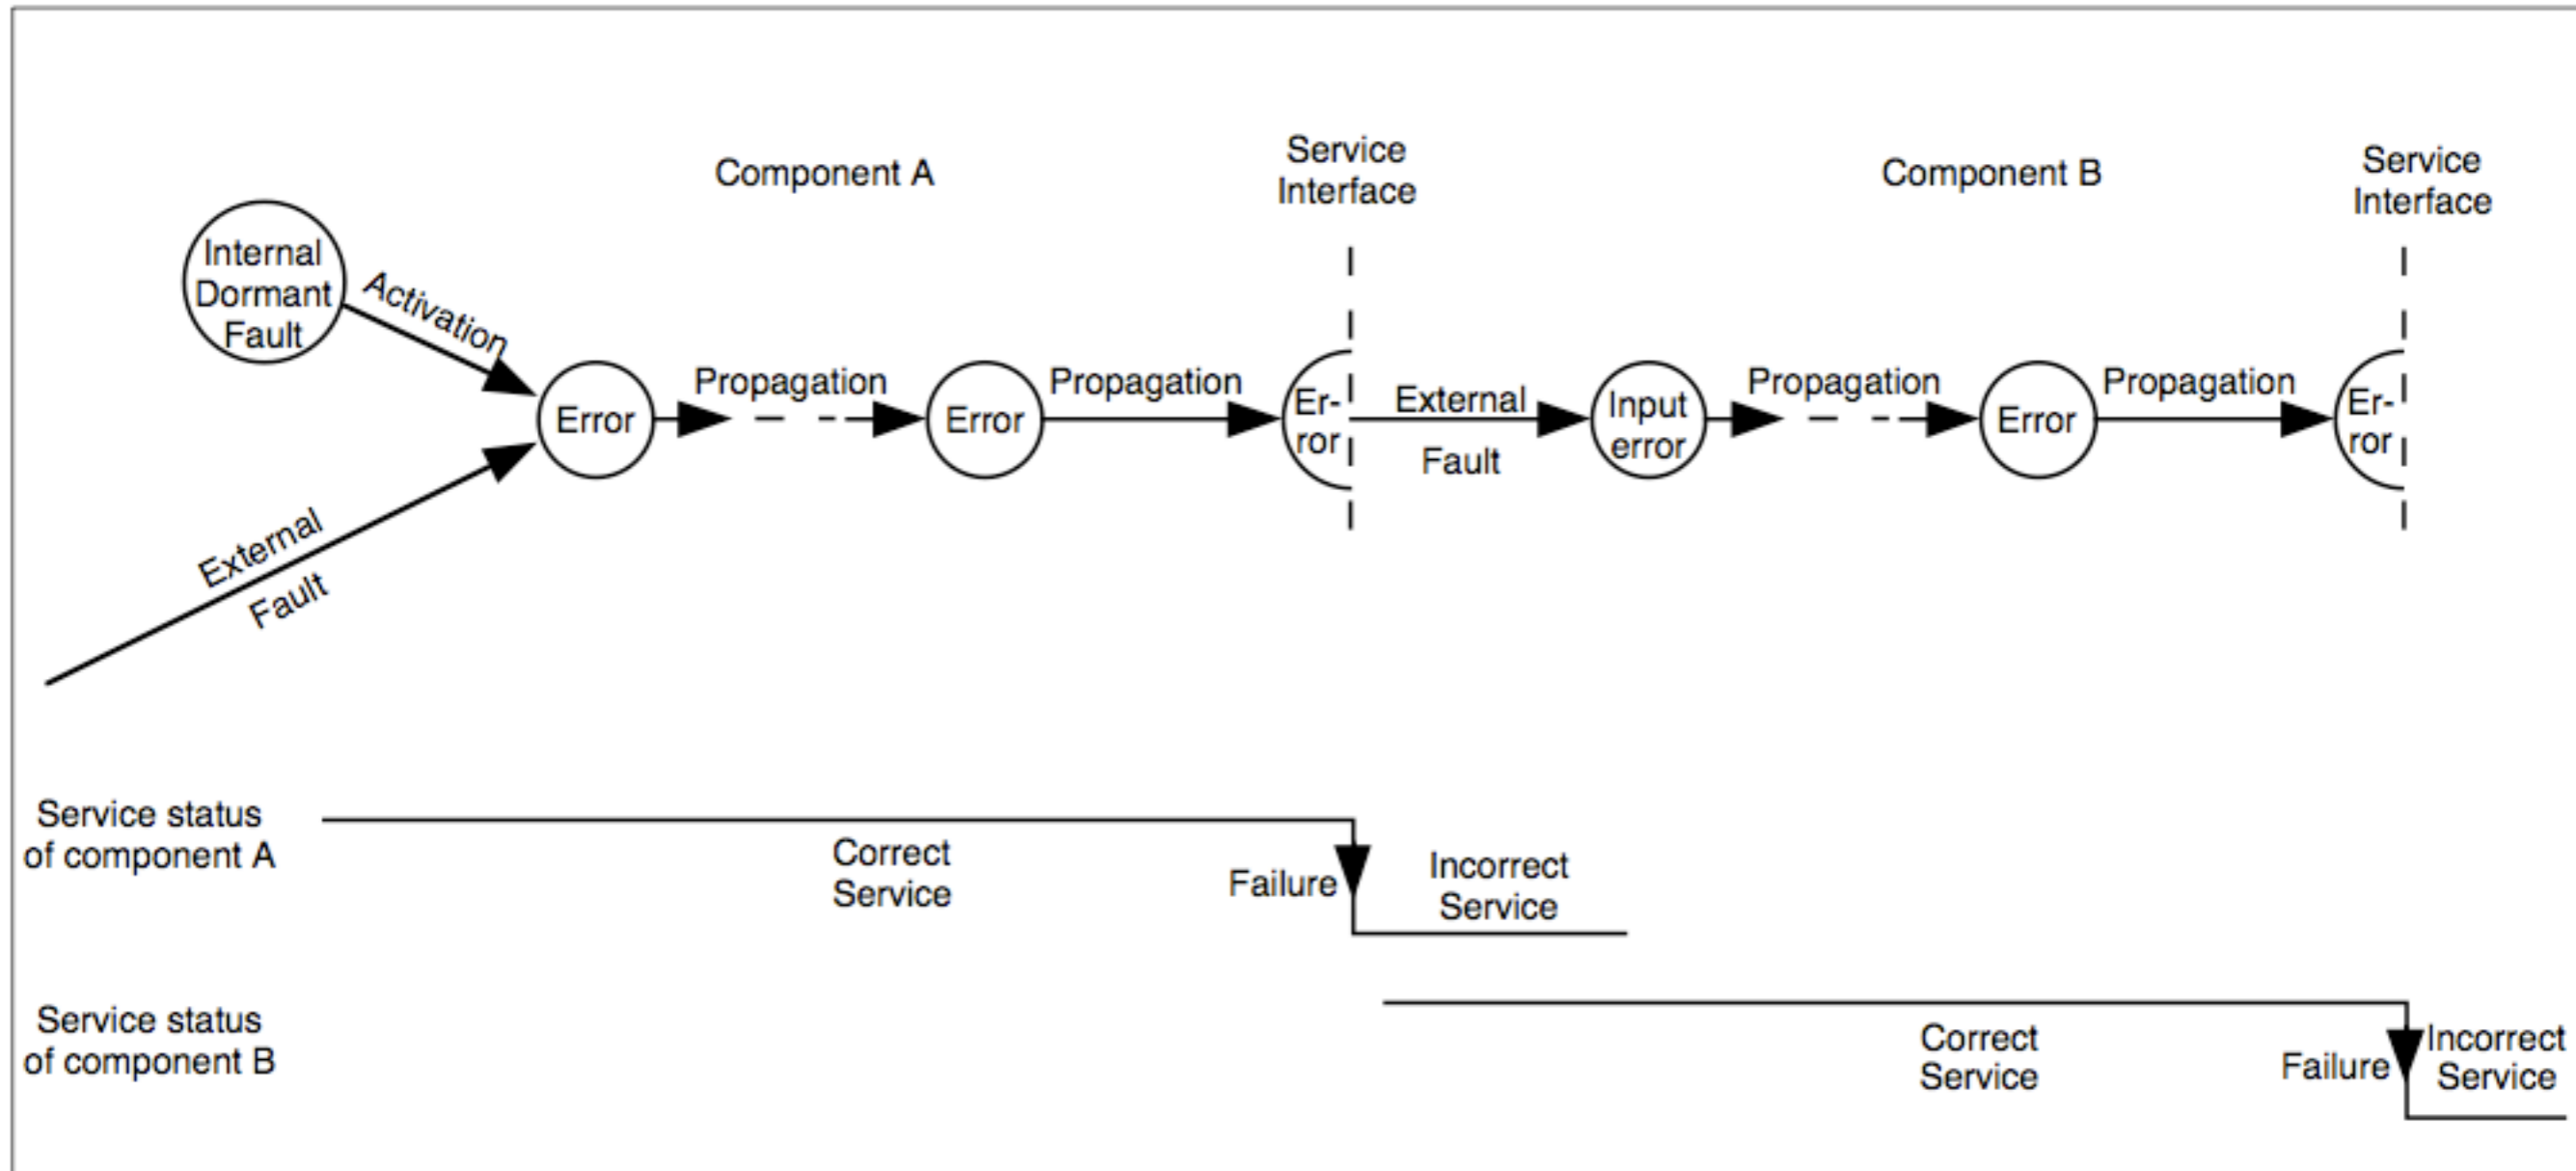 Component A
Service
Interface
Component B
Service
Interface
Internal
Dormant
Fault
Activation
Error
Propagation
Error
Propagation
Er-
ror
External
Fault
Input
error
Propagation
Error
Propagation
Er-
ror
External
Fault
Service status
of component A
Correct
Service
Failure
Incorrect
Service
Service status
of component B
Correct
Service
Failure
Incorrect
Service